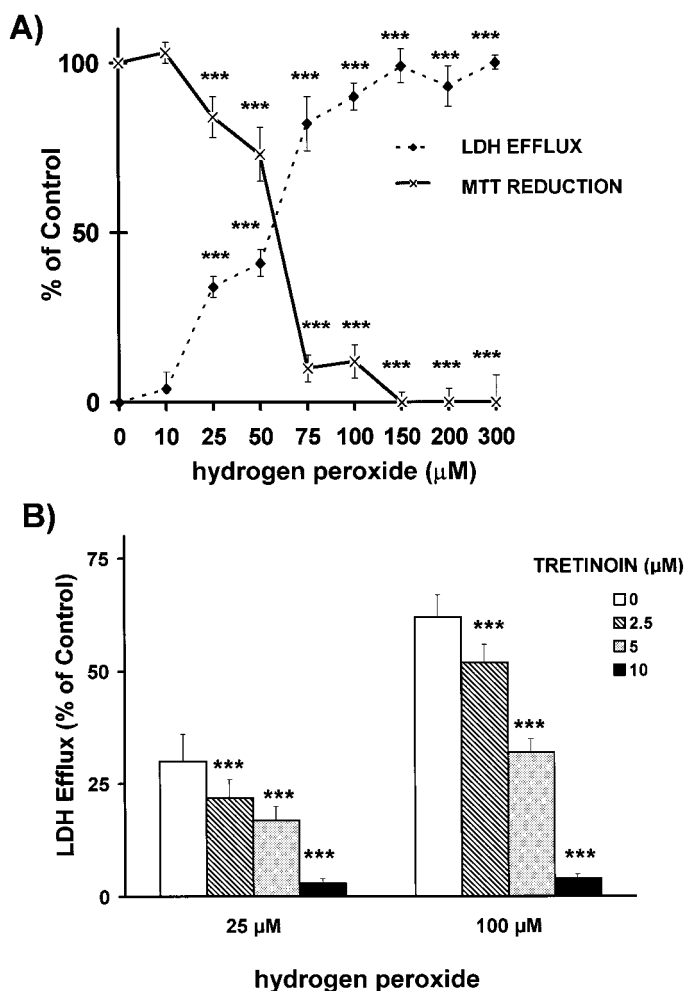 A)
100
50
0
% of Control
*** *** *** *** *** *** ***
*** ***
*** *** *** *** ***
LDH EFFLUX
MTT REDUCTION
0 10 25 50 75 100 150 200 300
hydrogen peroxide (µM)
B)
75
50
25
0
LDH Efflux (% of Control)
TRETINOIN (µM)
0
2.5
5
10
*** *** ***
*** *** ***
25 µM 100 µM
hydrogen peroxide